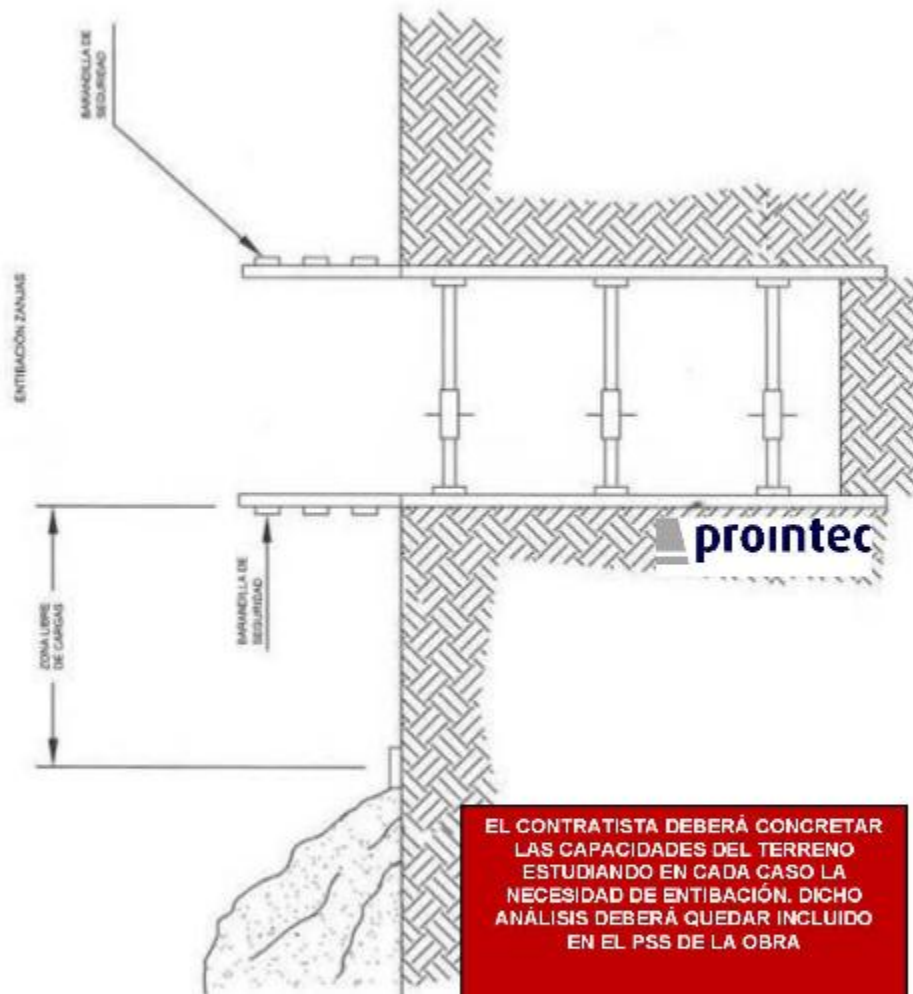 ENTIBACIÓN ZANJAS
BARANDILLA DE
SEGURIDAD
ZONA LIBRE
DE CARGAS
BARANDILLA DE
SEGURIDAD
prointec
EL CONTRATISTA DEBERÁ CONCRETAR
LAS CAPACIDADES DEL TERRENO
ESTUDIANDO EN CADA CASO LA
NECESIDAD DE ENTIBACIÓN. DICHO
ANÁLISIS DEBERÁ QUEDAR INCLUIDO
EN EL PSS DE LA OBRA